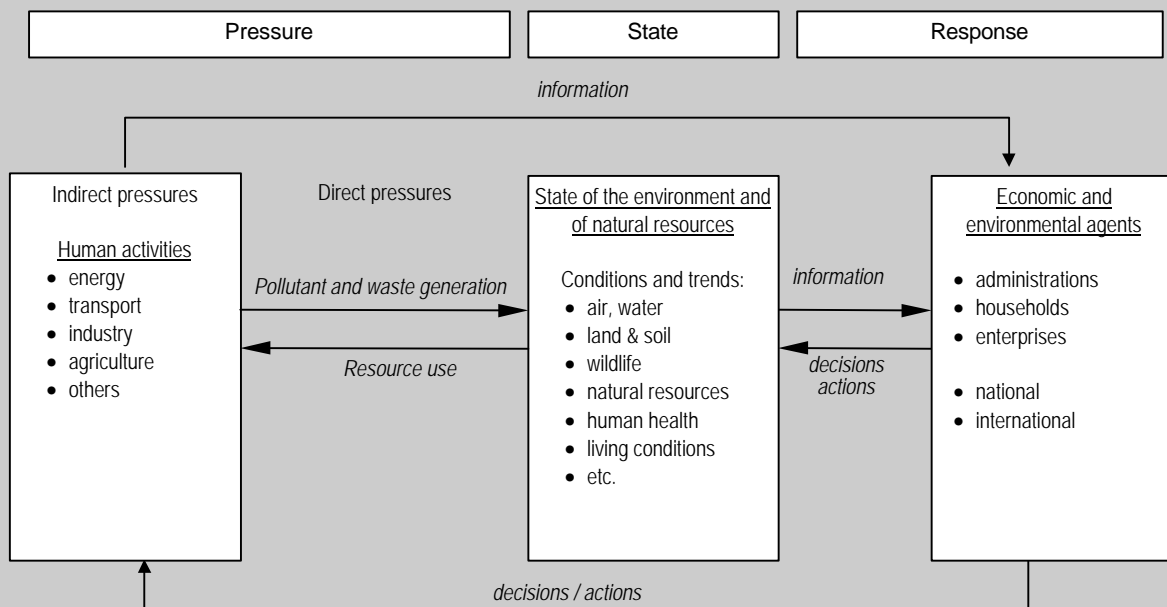 Pressure
State
Response
information
Indirect pressures
Human activities
• energy
• transport
• industry
• agriculture
• others
Direct pressures
Pollutant and waste generation
Resource use
State of the environment and
of natural resources
Conditions and trends:
• air, water
• land & soil
• wildlife
• natural resources
• human health
• living conditions
• etc.
information
decisions
actions
Economic and
environmental agents
• administrations
• households
• enterprises
• national
• international
decisions / actions